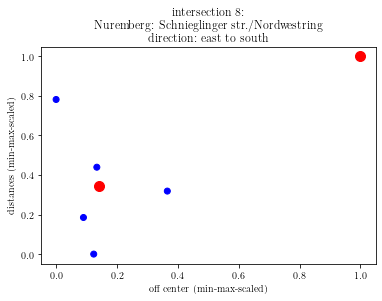 intersection 8:
Nuremberg: Schnieglinger str./Nordwestring
direction: east to south
1.0
0.8
0.6
0.4
0.2
0.0
distances (min-max-scaled)
0.0 0.2 0.4 0.6 0.8 1.0
off center (min-max-scaled)